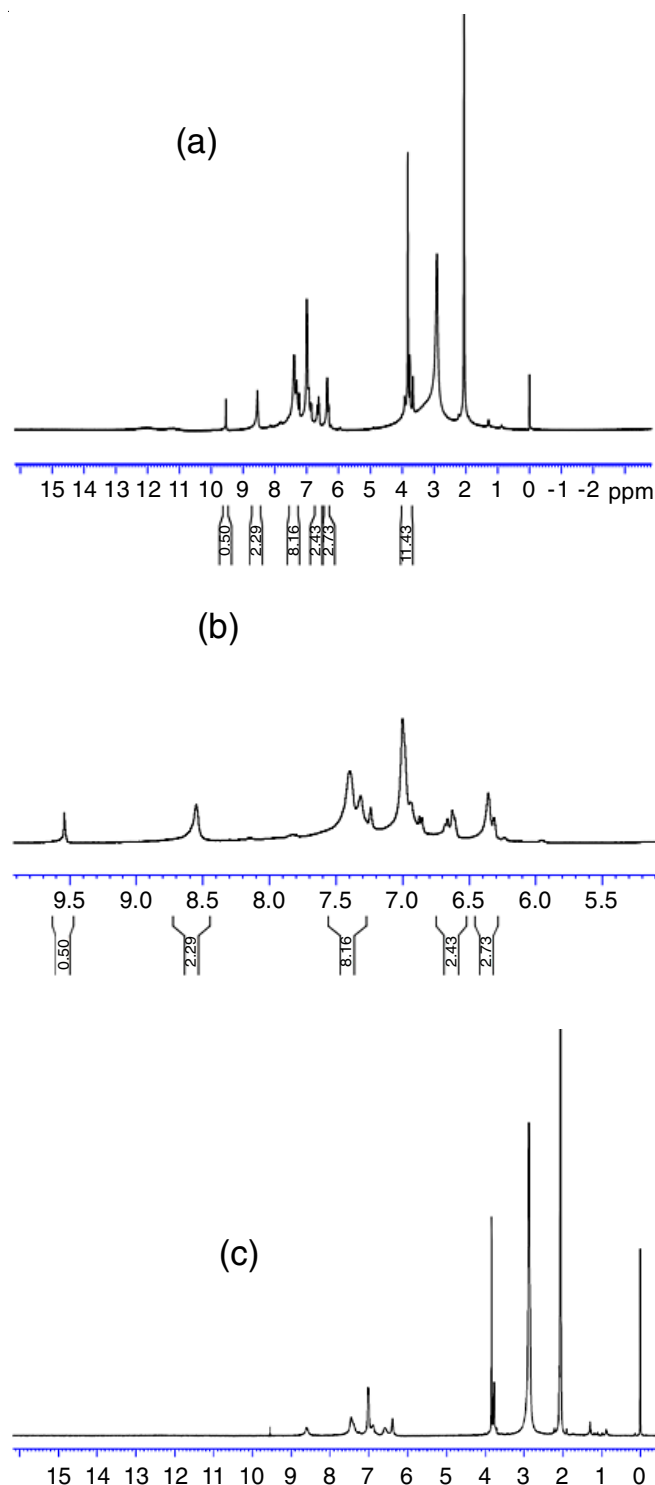 (a)
15 14 13 12 11 10 9 8 7 6 5 4 3 2 1 0 -1 -2 ppm
0.50 2.29 8.16 2.43 2.73 11.43
(b)
9.5 9.0 8.5 8.0 7.5 7.0 6.5 6.0 5.5
0.50 2.29 8.16 2.43 2.73
(c)
15 14 13 12 11 10 9 8 7 6 5 4 3 2 1 0